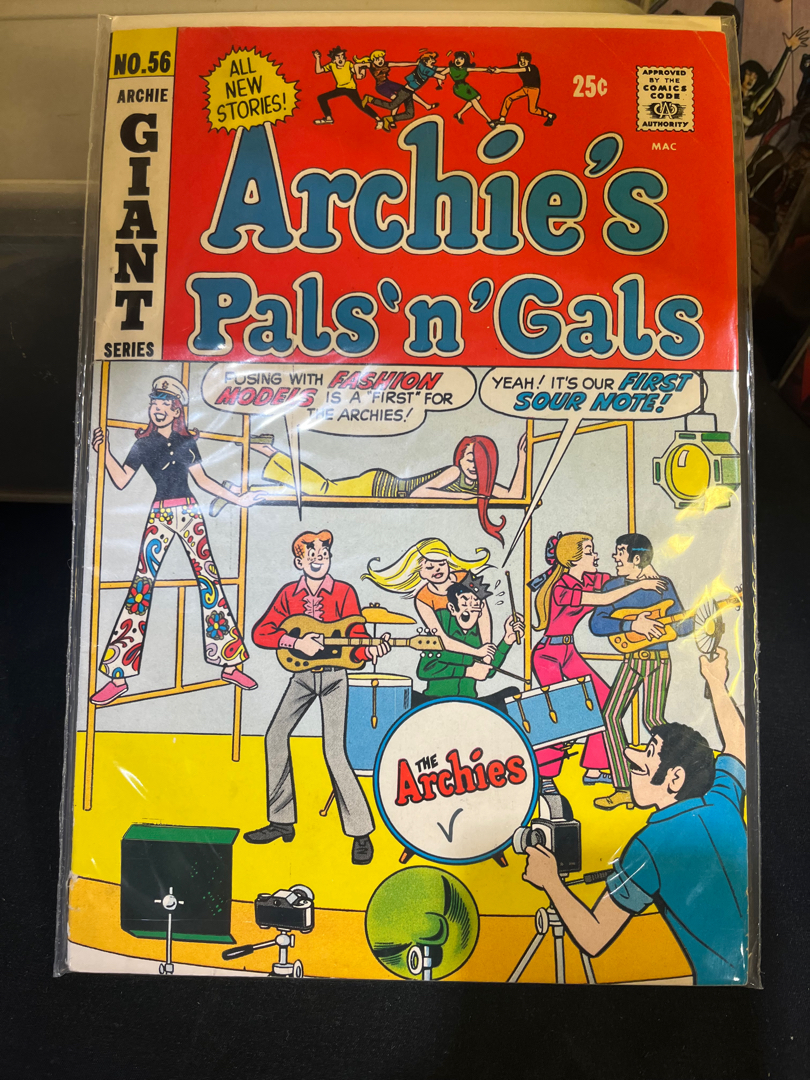 NO.56
ARCHIE
GIANT
SERIES
ALL
NEW
STORIES!
25¢
APPROVED
BY THE
COMICS
CODE
CA
AUTHORITY
MAC
Archie's
Pals 'n' Gals
POSING WITH FASHION
MODELS IS A "FIRST" FOR
THE ARCHIES!
YEAH! IT'S OUR FIRST
SOUR NOTE!
THE
Archies